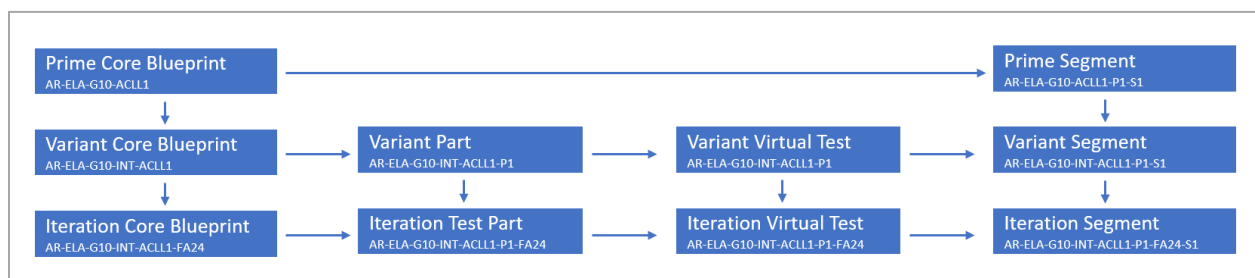 Prime Core Blueprint
AR-ELA-G10-ACLL1
Prime Segment
AR-ELA-G10-ACLL1-P1-S1
Variant Core Blueprint
AR-ELA-G10-INT-ACLL1
Variant Part
AR-ELA-G10-INT-ACLL1-P1
Variant Virtual Test
AR-ELA-G10-INT-ACLL1-P1
Variant Segment
AR-ELA-G10-INT-ACLL1-P1-S1
Iteration Core Blueprint
AR-ELA-G10-INT-ACLL1-FA24
Iteration Test Part
AR-ELA-G10-INT-ACLL1-P1-FA24
Iteration Virtual Test
AR-ELA-G10-INT-ACLL1-P1-FA24
Iteration Segment
AR-ELA-G10-INT-ACLL1-P1-FA24-S1